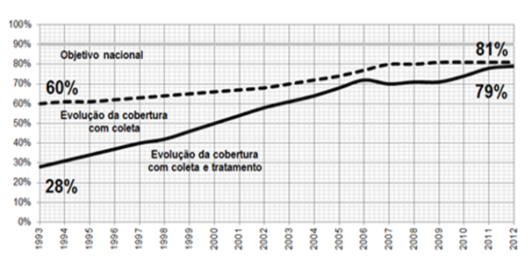 100%
90%
80%
70%
60%
50%
40%
30%
20%
10%
0%
Objetivo nacional
81%
60%
79%
Evolução da cobertura
com coleta
Evolução da cobertura
com coleta e tratamento
28%
1993 1994 1995 1996 1997 1998 1999 2000 2001 2002 2003 2004 2005 2006 2007 2008 2009 2010 2011 2012